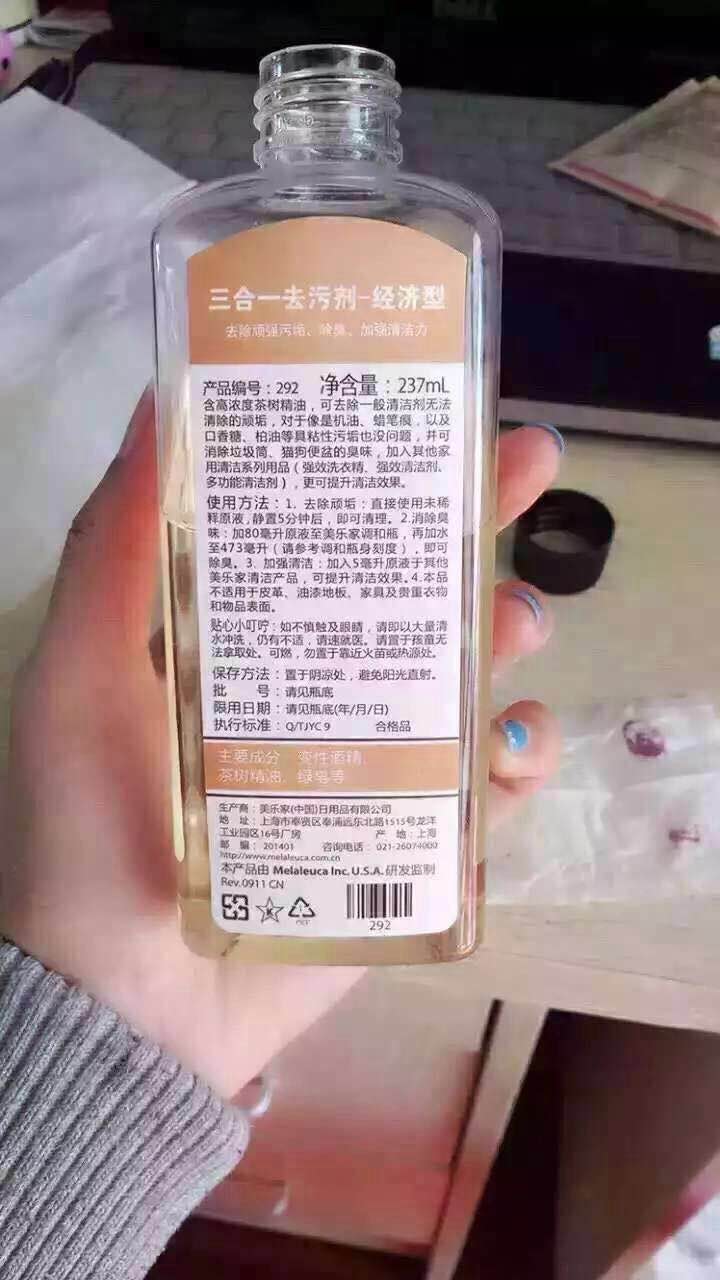 三合一去污剂-经济型
去除顽强污垢、除臭、加强清洁力
产品编号：292 净含量：237mL
含高浓度茶树精油，可去除一般清洁剂无法
清除的顽垢，对于像是机油、蜡笔痕，以及
口香糖、柏油等具粘性污垢也没问题，并可
消除垃圾筒、猫狗便盆的臭味，加入其他家
用清洁系列用品（强效洗衣精、强效清洁剂、
多功能清洁剂），更可提升清洁效果。
使用方法：1. 去除顽垢：直接使用未稀
释原液，静置5分钟后，即可清理。2.消除臭
味：加80毫升原液至美乐家调和瓶，再加水
至473毫升（请参考调和瓶身刻度），即可
除臭。3. 加强清洁：加入5毫升原液于其他
美乐家清洁产品，可提升清洁效果。4.本品
不适用于皮革、油漆地板、家具及贵重衣物
和物品表面。
贴心小叮咛：如不慎触及眼睛，请即以大量清
水冲洗，仍有不适，请速就医。请置于孩童无
法拿取处。可燃，勿置于靠近火苗或热源处。
保存方法：置于阴凉处，避免阳光直射。
批 号：请见瓶底
限用日期：请见瓶底(年/月/日)
执行标准：Q/TJYC 9 合格品
主要成分 变性酒精
茶树精油、绿皂等
生产商：美乐家(中国)日用品有限公司
地 址：上海市奉贤区奉浦远东北路1515号龙洋
工业园区16号厂房 产 地：上海
邮 编：201401 咨询电话：021-26074000
http://www.melaleuca.com.cn
本产品由 Melaleuca Inc. U.S.A. 研发监制
Rev.0911 CN
292